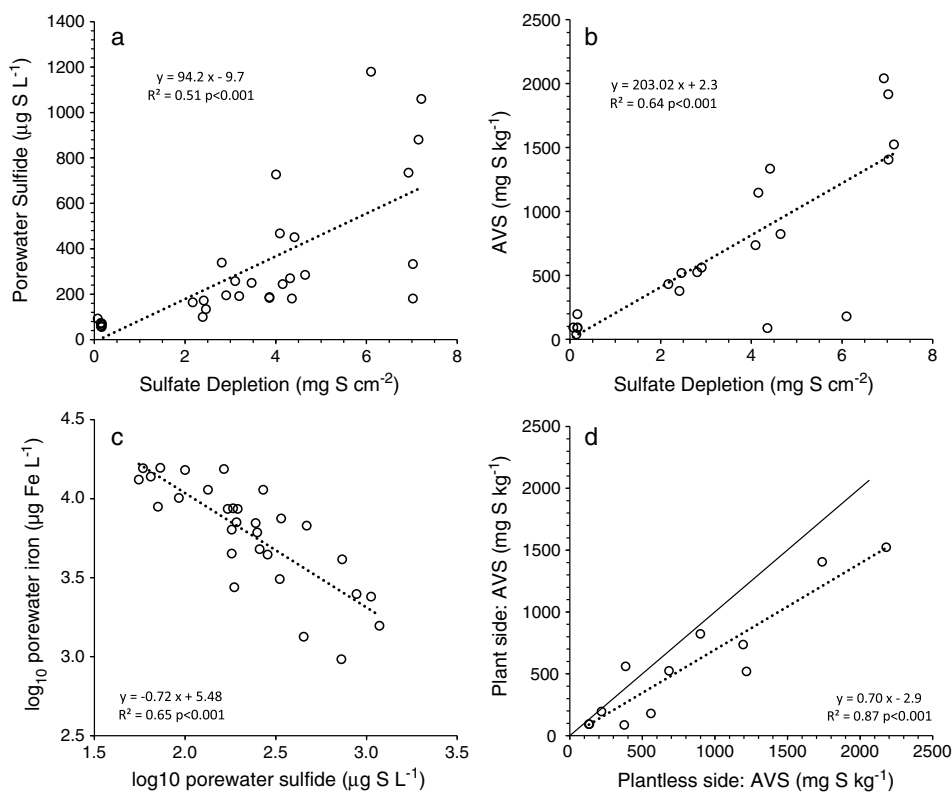 a
y = 94.2 x - 9.7
R² = 0.51 p<0.001
1400
1200
1000
800
600
400
200
0
0 2 4 6 8
Porewater Sulfide (µg S L⁻¹)
Sulfate Depletion (mg S cm⁻²)
b
y = 203.02 x + 2.3
R² = 0.64 p<0.001
2500
2000
1500
1000
500
0
0 2 4 6 8
AVS (mg S kg⁻¹)
Sulfate Depletion (mg S cm⁻²)
c
4.5
4.0
3.5
3.0
2.5
y = -0.72 x + 5.48
R² = 0.65 p<0.001
1.5 2.0 2.5 3.0 3.5
log₁₀ porewater iron (µg Fe L⁻¹)
log10 porewater sulfide (µg S L⁻¹)
d
2500
2000
1500
1000
500
0
y = 0.70 x - 2.9
R² = 0.87 p<0.001
0 500 1000 1500 2000 2500
Plant side: AVS (mg S kg⁻¹)
Plantless side: AVS (mg S kg⁻¹)